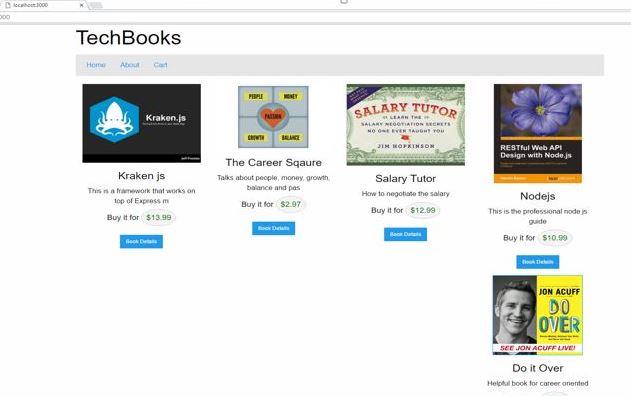 localhost:3000
000
TechBooks
Home About Cart
Kraken.js
Kraken js
This is a framework that works on
top of Express m
Buy it for $13.99
Book Details
PEOPLE MONEY
PASSION
GROWTH BALANCE
The Career Sqaure
Talks about people, money, growth,
balance and pas
Buy it for $2.97
Book Details
SALARY TUTOR
LEARN THE
SALARY NEGOTIATION SECRETS
NO ONE EVER TAUGHT YOU
JIM HOPKINSON
Salary Tutor
How to negotiate the salary
Buy it for $12.99
Book Details
RESTful Web API
Design with Node.js
Nodejs
This is the professional node js
guide
Buy it for $10.99
Book Details
JON ACUFF
DO
OVER
SEE JON ACUFF LIVE!
Do it Over
Helpful book for career oriented